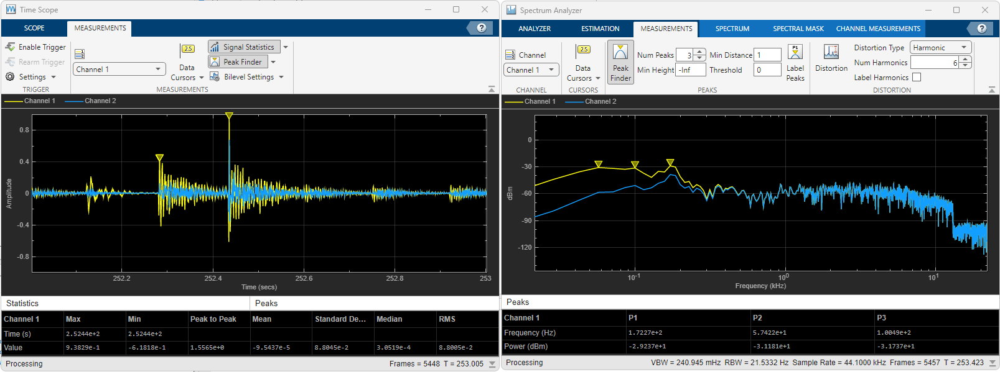 Time Scope
SCOPE MEASUREMENTS
Enable Trigger
Rearm Trigger
Settings
TRIGGER
Channel 1
2.5
Data
Cursors
Signal Statistics
Peak Finder
Bilevel Settings
MEASUREMENTS
Channel 1 Channel 2
0.8
0.4
0
-0.4
-0.8
Amplitude
252.2 252.4 252.6 252.8 253
Time (secs)
Statistics Peaks
Channel 1 Max Min Peak to Peak Mean Standard De... Median RMS
Time (s) 2.5244e+2 2.5244e+2
Value 9.3829e-1 -6.1818e-1 1.5565e+0 -9.5437e-5 8.8045e-2 3.0519e-4 8.8005e-2
Processing Frames = 5448 T = 253.005
Spectrum Analyzer
ANALYZER ESTIMATION MEASUREMENTS SPECTRUM SPECTRAL MASK CHANNEL MEASUREMENTS
Channel
Channel 1
CHANNEL
2.5
Data
Cursors
CURSORS
Peak
Finder
Num Peaks 3 Min Distance 1
Min Height -Inf Threshold 0
P1
Label
Peaks
PEAKS
Distortion
Distortion Type Harmonic
Num Harmonics 6
Label Harmonics
DISTORTION
Channel 1 Channel 2
0
-30
-60
-90
-120
dBm
10^-1 10^0 10^1
Frequency (kHz)
Peaks
Channel 1 P1 P2 P3
Frequency (Hz) 1.7227e+2 5.7422e+1 1.0049e+2
Power (dBm) -2.9237e+1 -3.1181e+1 -3.1737e+1
Processing VBW = 240.945 mHz RBW = 21.5332 Hz Sample Rate = 44.1000 kHz Frames = 5457 T = 253.423